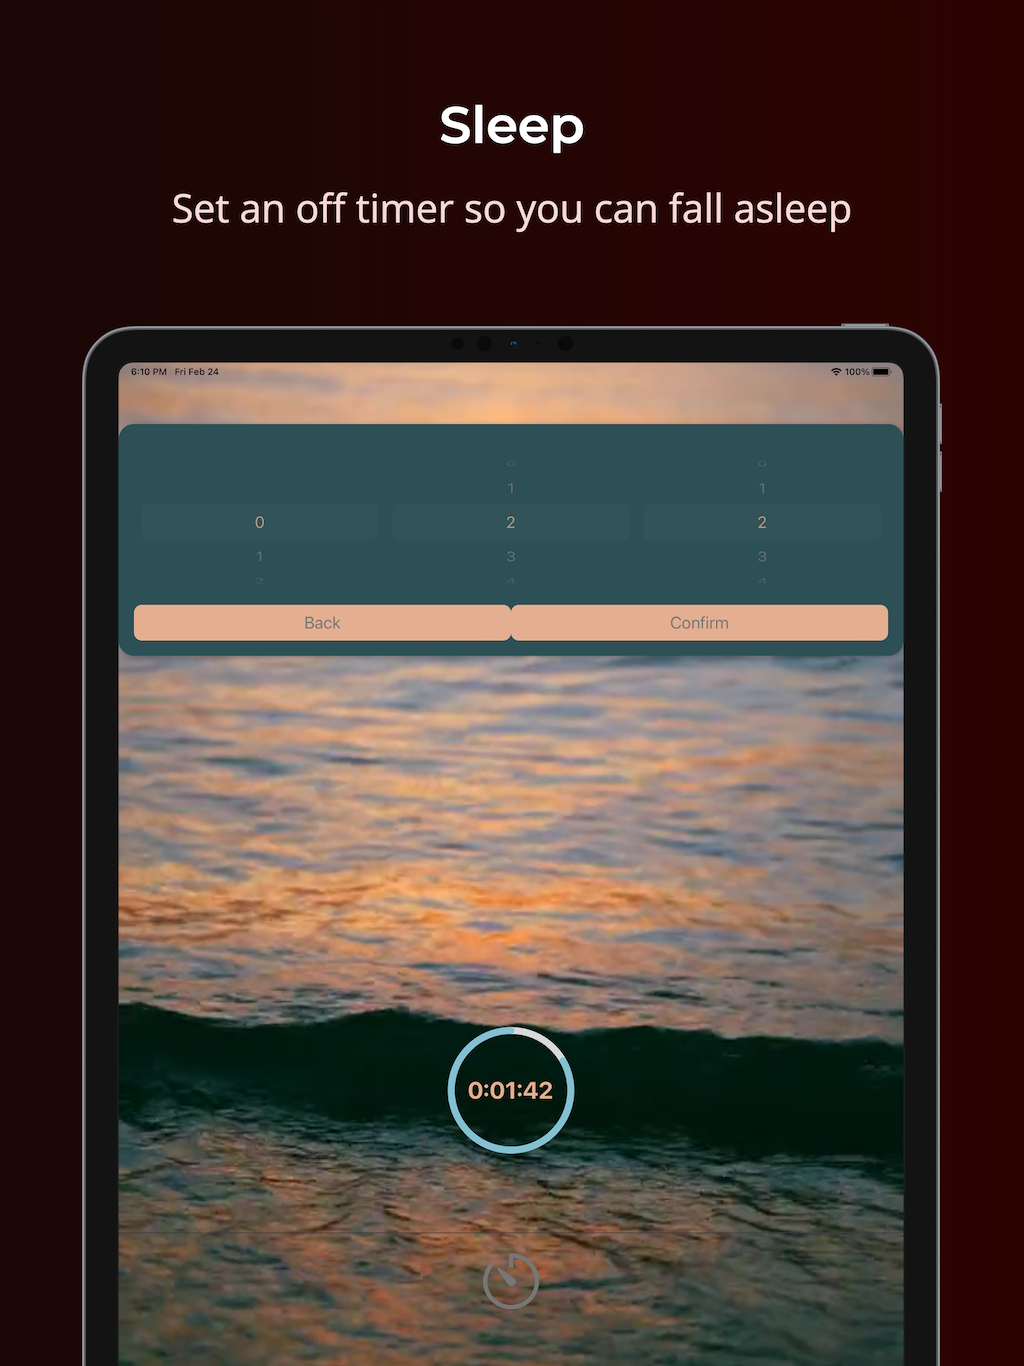 Sleep
Set an off timer so you can fall asleep
6:10 PM Fri Feb 24 100%
0 0
1 1
0 2 2
1 3 3
2 4 4
Back Confirm
0:01:42